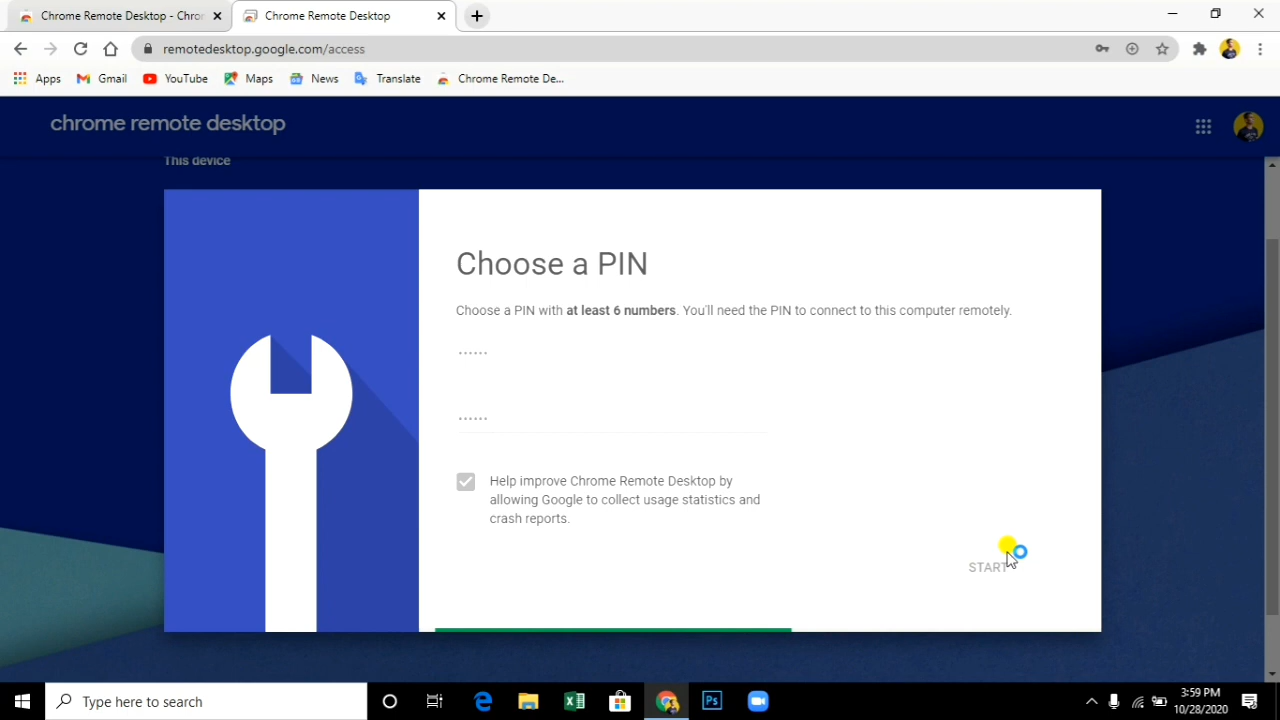 Chrome Remote Desktop - Chro
Chrome Remote Desktop
remotedesktop.google.com/access
Apps
Gmail
YouTube
Maps
News
Translate
Chrome Remote De...
chrome remote desktop
This device
Choose a PIN
Choose a PIN with at least 6 numbers. You'll need the PIN to connect to this computer remotely.
Help improve Chrome Remote Desktop by
allowing Google to collect usage statistics and
crash reports.
START
Type here to search
3:59 PM
10/28/2020